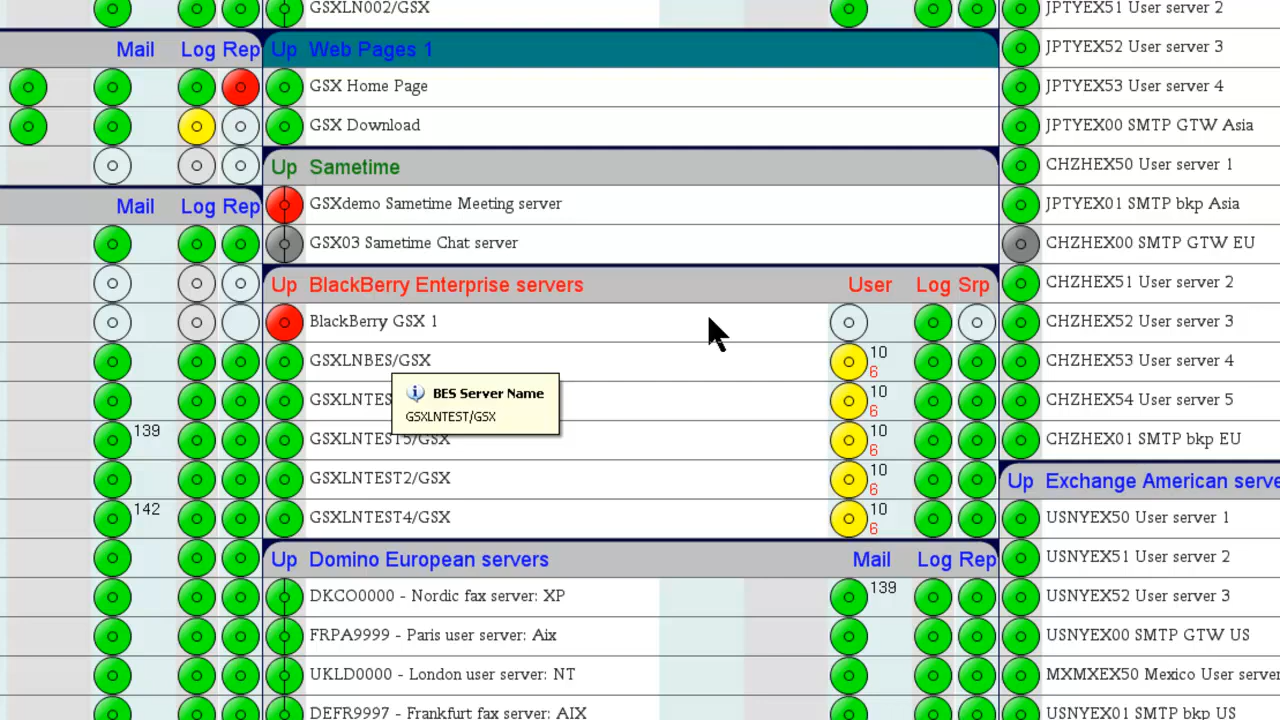 GSXLN002/GSX
Mail Log Rep
Up Web Pages 1
GSX Home Page
GSX Download
Up Sametime
Mail Log Rep
GSXdemo Sametime Meeting server
GSX03 Sametime Chat server
Up BlackBerry Enterprise servers User Log Srp
BlackBerry GSX 1
GSXLNBES/GSX 10 6
GSXLNTES 10 6
BES Server Name
GSXLNTEST/GSX
139
GSXLNTEST5/GSX 10 6
GSXLNTEST2/GSX 10 6
142
GSXLNTEST4/GSX 10 6
Up Domino European servers Mail Log Rep
DKCO0000 - Nordic fax server: XP 139
FRPA9999 - Paris user server: Aix
UKLD0000 - London user server: NT
DEFR9997 - Frankfurt fax server: AIX
JPTYEX51 User server 2
JPTYEX52 User server 3
JPTYEX53 User server 4
JPTYEX00 SMTP GTW Asia
CHZHEX50 User server 1
JPTYEX01 SMTP bkp Asia
CHZHEX00 SMTP GTW EU
CHZHEX51 User server 2
CHZHEX52 User server 3
CHZHEX53 User server 4
CHZHEX54 User server 5
CHZHEX01 SMTP bkp EU
Up Exchange American serve
USNYEX50 User server 1
USNYEX51 User server 2
USNYEX52 User server 3
USNYEX00 SMTP GTW US
MXMXEX50 Mexico User server
USNYEX01 SMTP bkp US